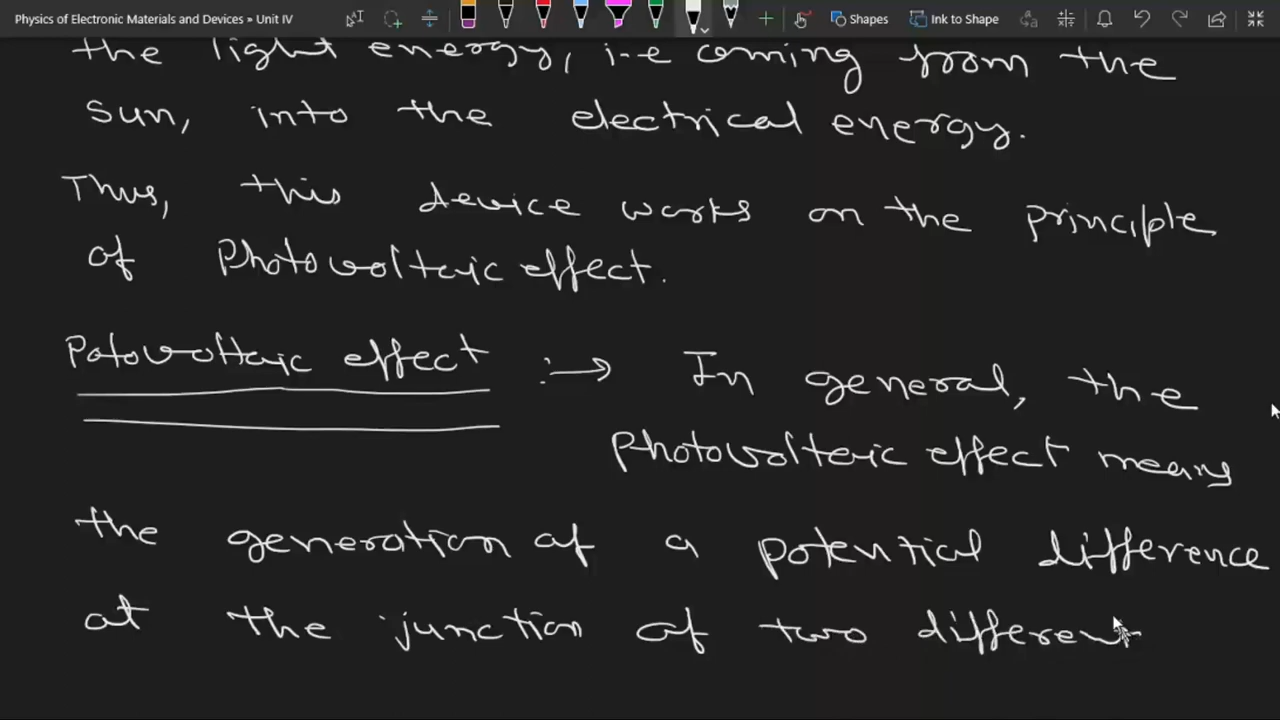 Physics of Electronic Materials and Devices » Unit IV
Shapes
Ink to Shape
the light energy, i.e coming from the
sun, into the electrical energy.
Thus, this device works on the principle
of Photovoltaic effect.
Potovoltaic effect :→ In general, the
photovoltaic effect means
the generation of a potential difference
at the junction of two different